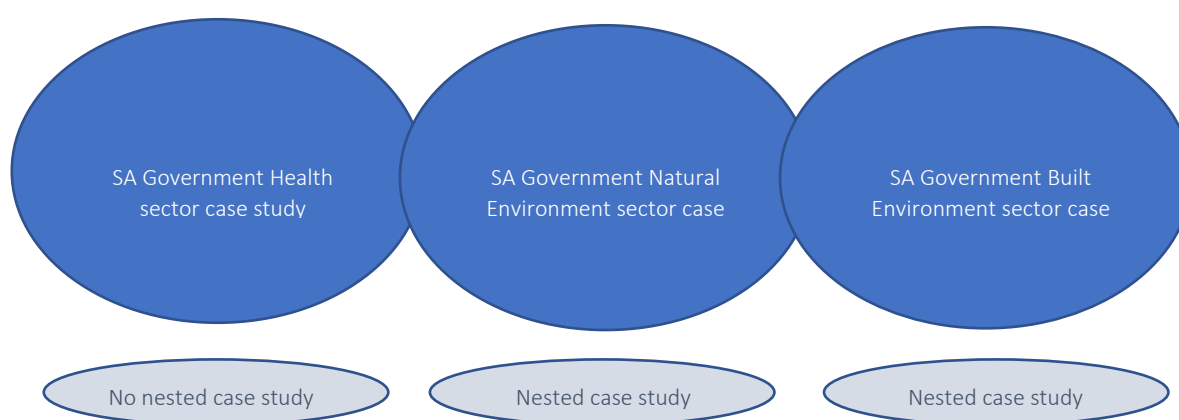 SA Government Health
sector case study
SA Government Natural
Environment sector case
SA Government Built
Environment sector case
No nested case study
Nested case study
Nested case study